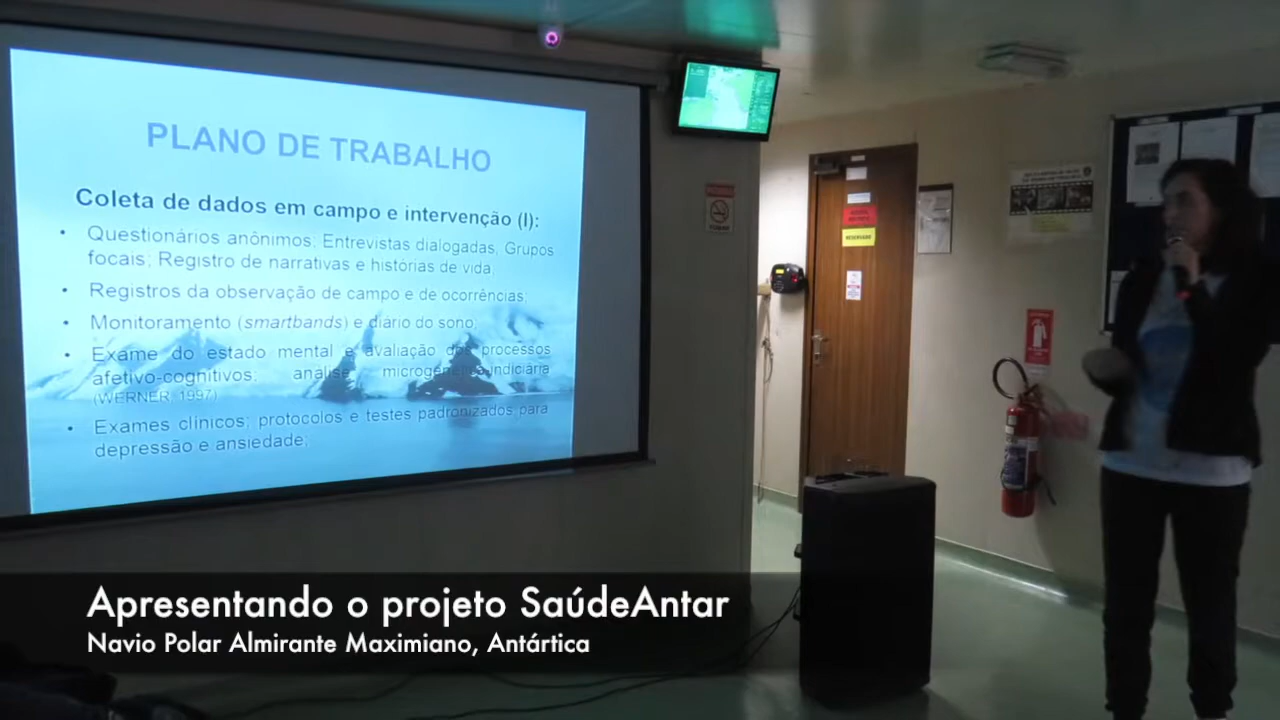 PLANO DE TRABALHO
Coleta de dados em campo e intervenção (I):
• Questionários anônimos; Entrevistas dialogadas, Grupos
focais; Registro de narrativas e histórias de vida
• Registros da observação de campo e de ocorrências;
• Monitoramento (smartbands) e diário do sono;
• Exame do estado mental e avaliação dos processos
afetivo-cognitivos; análise microgenética-indiciária
(WERNER, 1997)
• Exames clínicos; protocolos e testes padronizados para
depressão e ansiedade;
RESERVADO
Apresentando o projeto SaúdeAntar
Navio Polar Almirante Maximiano, Antártica